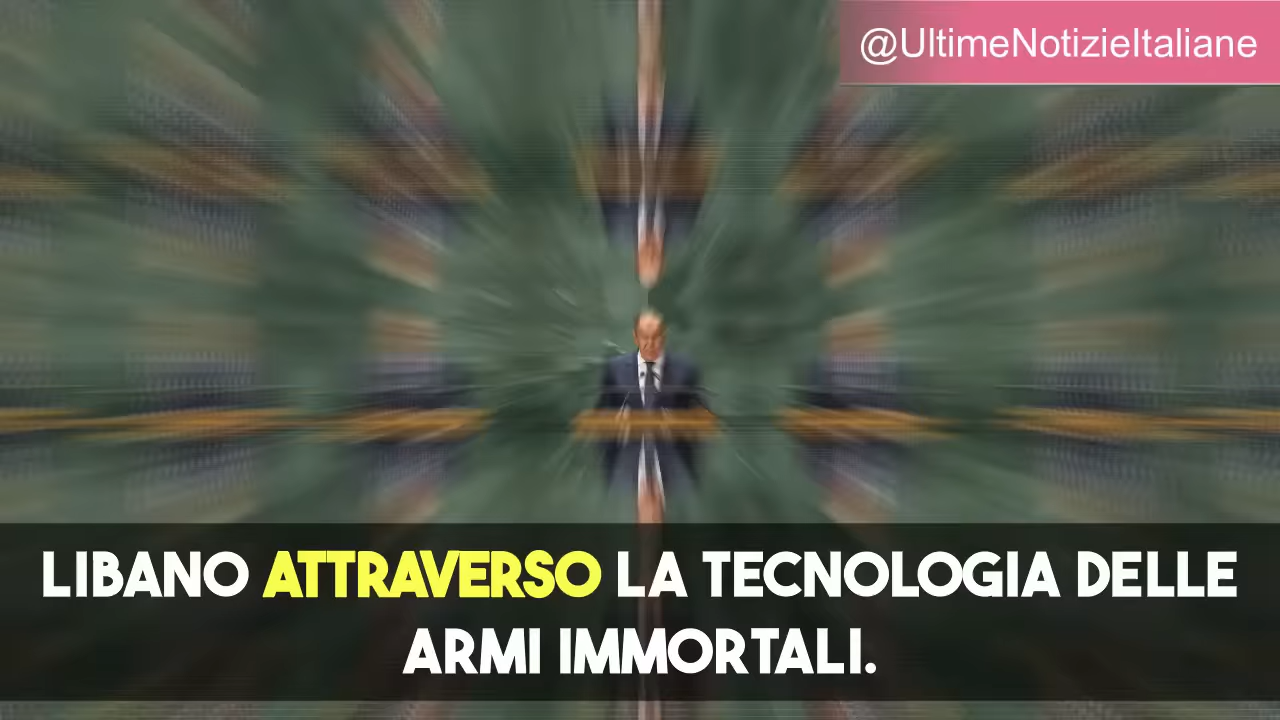 @UltimeNotizieItaliane
LIBANO ATTRAVERSO LA TECNOLOGIA DELLE
ARMI IMMORTALI.